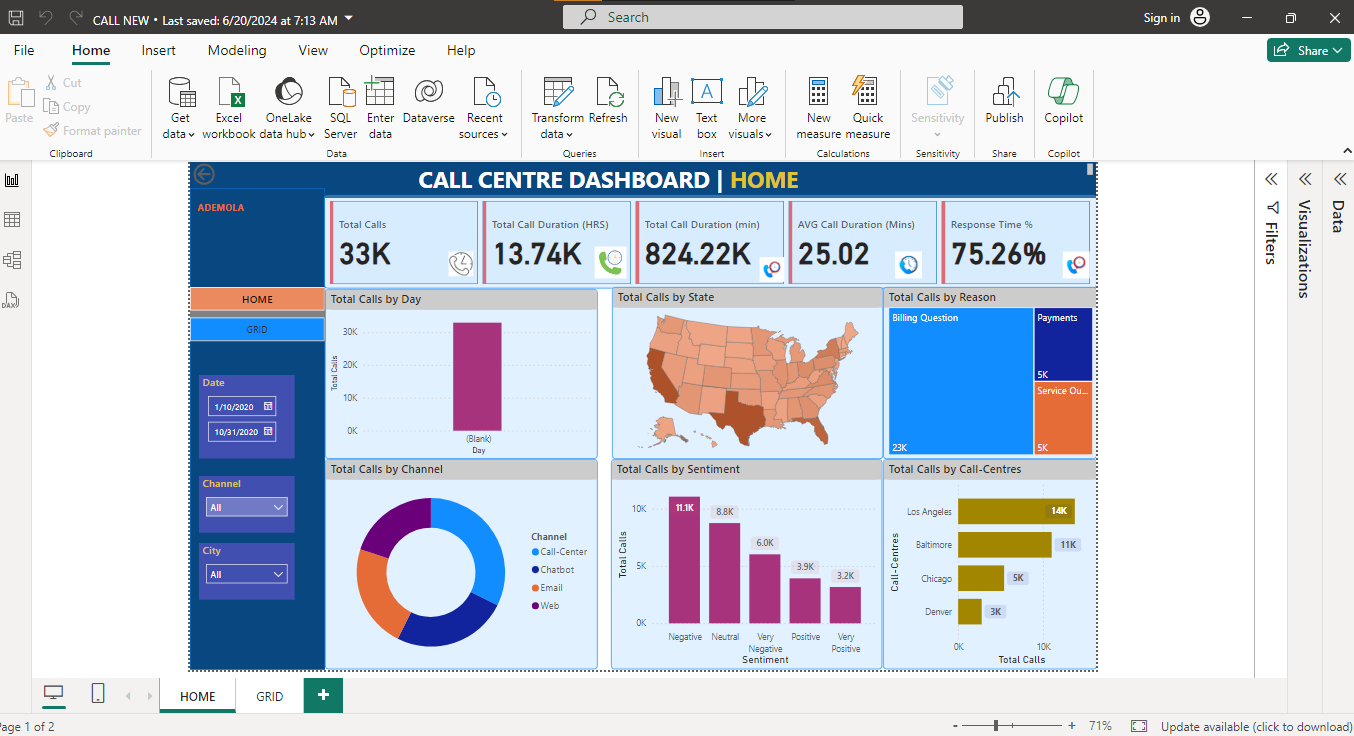 CALL NEW • Last saved: 6/20/2024 at 7:13 AM
Search
Sign in
File Home Insert Modeling View Optimize Help
Share
Paste
Cut
Copy
Format painter
Clipboard
Get data
Excel workbook
OneLake data hub
SQL Server
Enter data
Dataverse
Recent sources
Data
Transform data
Refresh
Queries
New visual
Text box
More visuals
Insert
New measure
Quick measure
Calculations
Sensitivity
Sensitivity
Publish
Share
Copilot
Copilot
CALL CENTRE DASHBOARD | HOME
ADEMOLA
HOME
GRID
Date
1/10/2020
10/31/2020
Channel
All
City
All
Total Calls
33K
Total Call Duration (HRS)
13.74K
Total Call Duration (min)
824.22K
AVG Call Duration (Mins)
25.02
Response Time %
75.26%
Total Calls by Day
Total Calls
30K
20K
10K
0K
(Blank)
Day
Total Calls by State
Total Calls by Reason
Billing Question
23K
Payments
5K
Service Ou...
5K
Total Calls by Channel
Channel
Call-Center
Chatbot
Email
Web
Total Calls by Sentiment
Total Calls
10K
5K
0K
11.1K
8.8K
6.0K
3.9K
3.2K
Negative
Neutral
Very Negative
Positive
Very Positive
Sentiment
Total Calls by Call-Centres
Call-Centres
Los Angeles
14K
Baltimore
11K
Chicago
5K
Denver
3K
0K
10K
Total Calls
Filters
Visualizations
Data
DAX
HOME
GRID
+
Page 1 of 2
- + 71%
Update available (click to download)